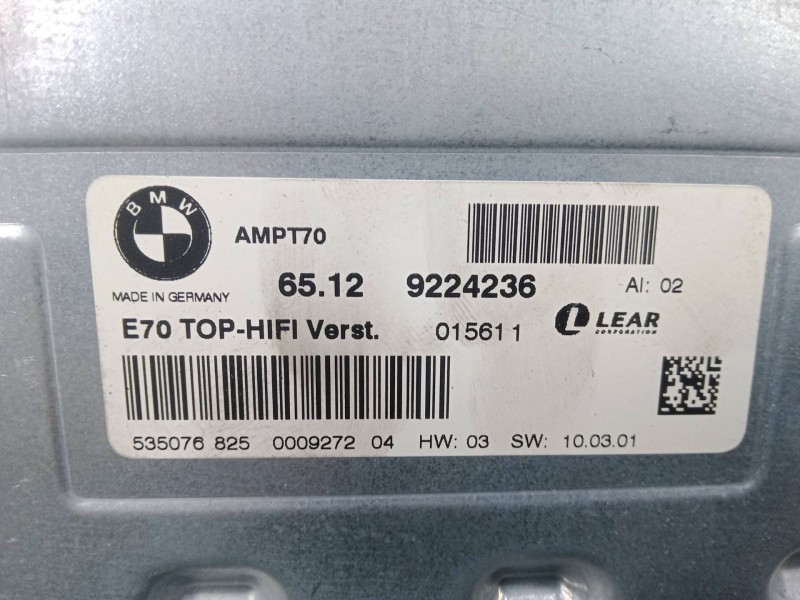 BMW
AMPT70
MADE IN GERMANY
65.12 9224236 AI: 02
E70 TOP-HIFI Verst. 015611 LEAR
CORPORATION
535076 825 0009272 04 HW: 03 SW: 10.03.01